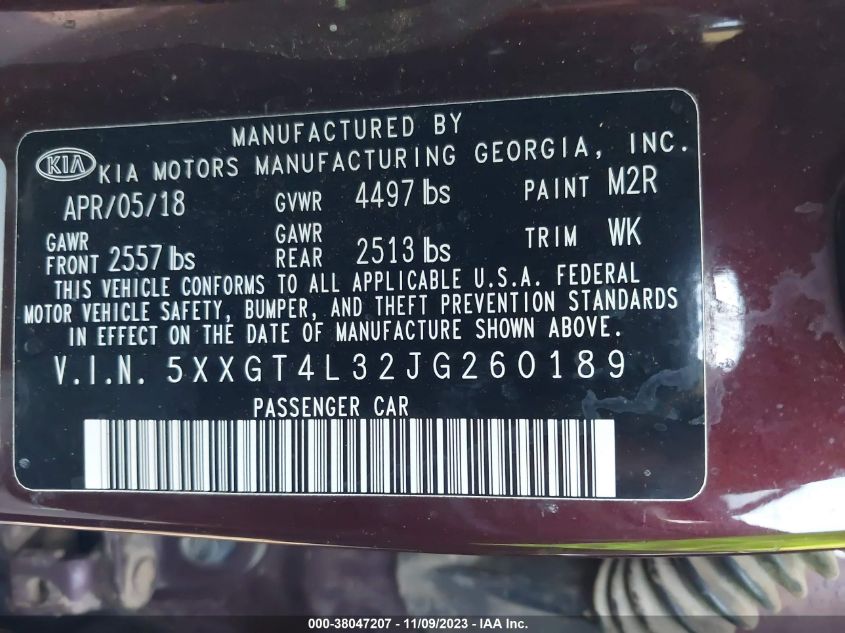 MANUFACTURED BY
KIA KIA MOTORS MANUFACTURING GEORGIA, INC.
APR/05/18 GVWR 4497 lbs PAINT M2R
GAWR FRONT 2557 lbs GAWR REAR 2513 lbs TRIM WK
THIS VEHICLE CONFORMS TO ALL APPLICABLE U.S.A. FEDERAL
MOTOR VEHICLE SAFETY, BUMPER, AND THEFT PREVENTION STANDARDS
IN EFFECT ON THE DATE OF MANUFACTURE SHOWN ABOVE.
V.I.N. 5XXGT4L32JG260189
PASSENGER CAR
000-38047207 - 11/09/2023 - IAA Inc.